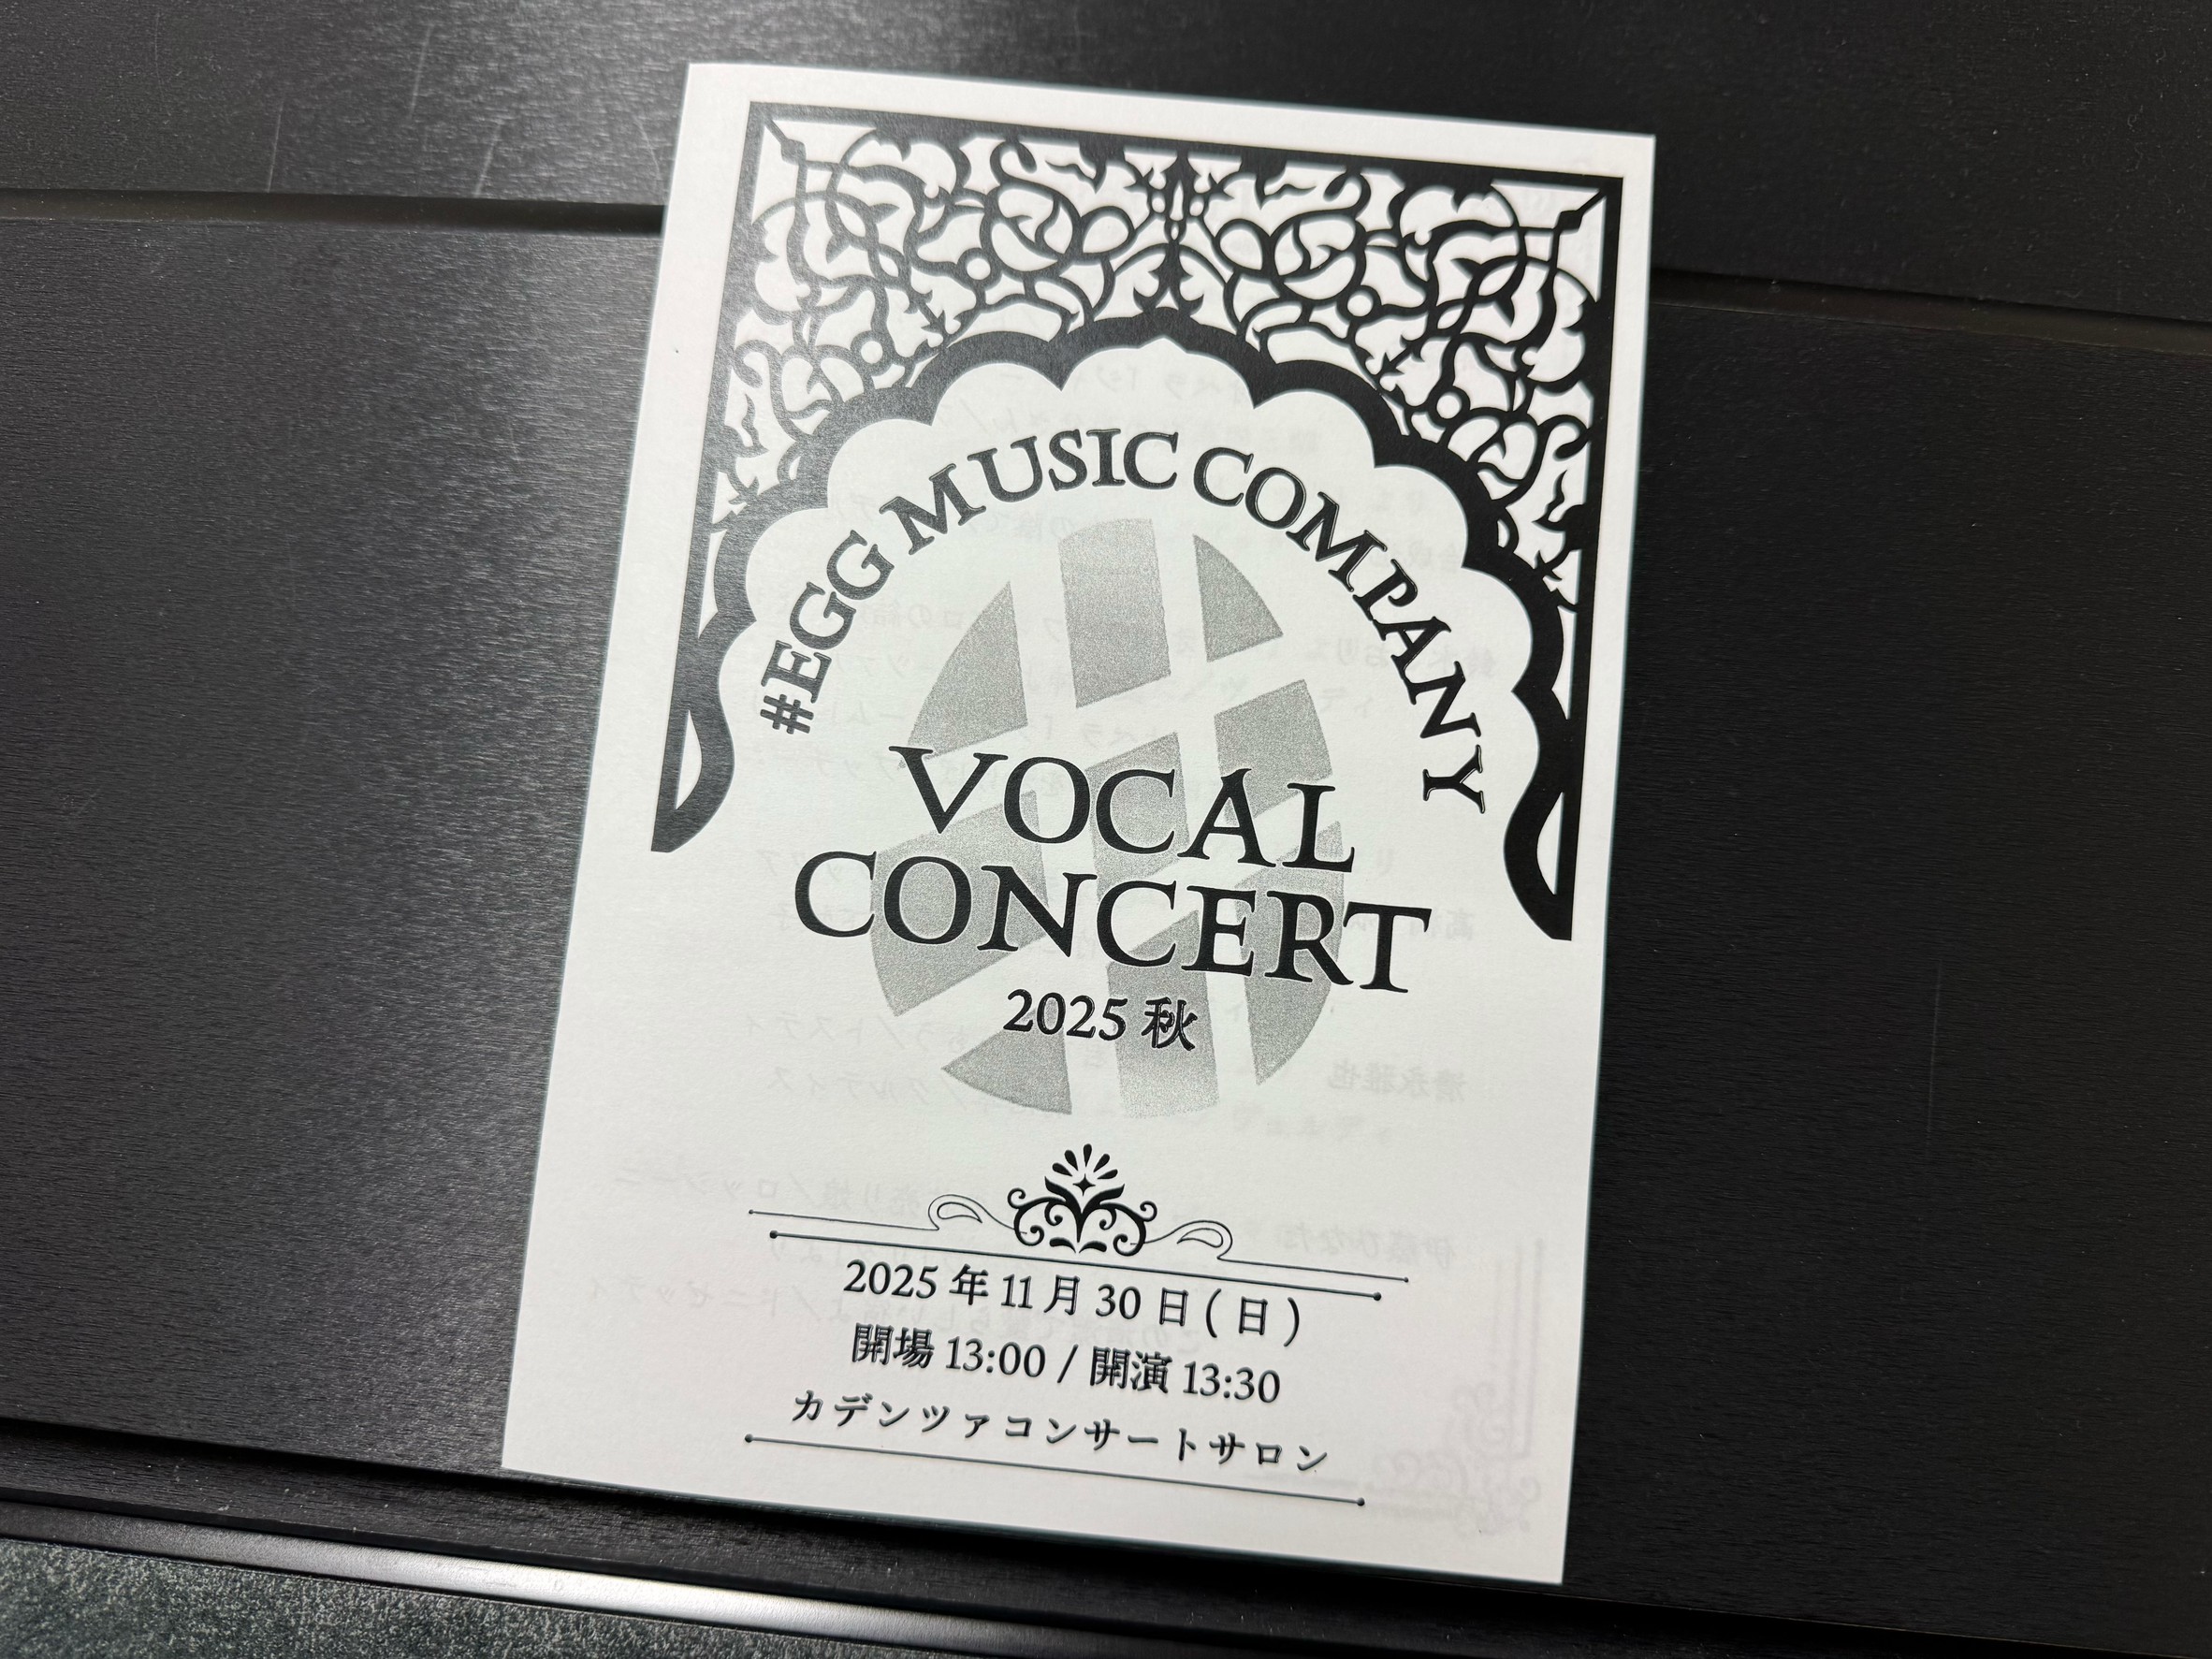 #EGG MUSIC COMPANY
VOCAL
CONCERT
2025 秋
2025 年 11 月 30 日 ( 日 )
開場 13:00 / 開演 13:30
カデンツァコンサートサロン